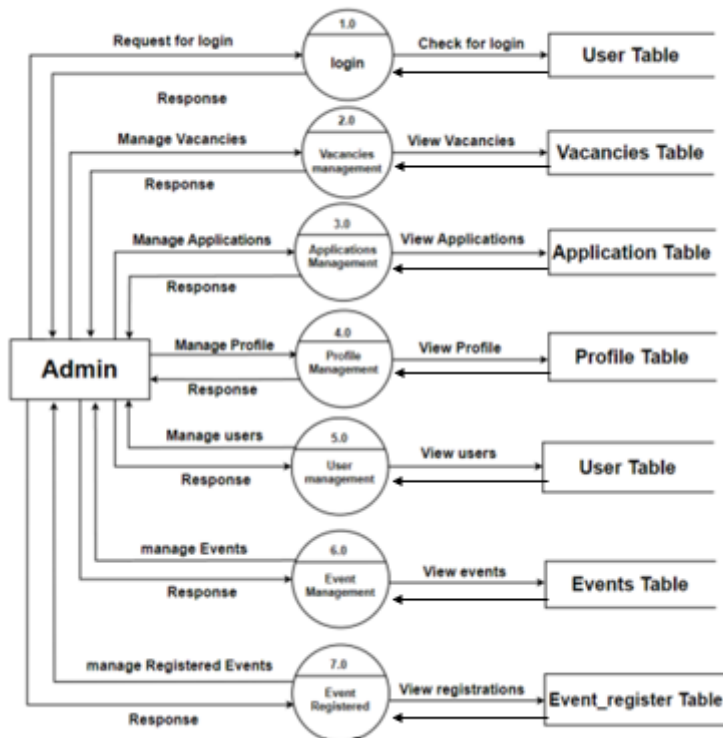 1.0
Request for login
Check for login
login
User Table
Response
2.0
Manage Vacancies
View Vacancies
Vacancies
management
Vacancies Table
Response
3.0
Manage Applications
View Applications
Applications
Management
Application Table
Response
4.0
Manage Profile
View Profile
Profile
Management
Profile Table
Admin
Response
Manage users
5.0
View users
User
management
User Table
Response
manage Events
6.0
View events
Event
Management
Events Table
Response
manage Registered Events
7.0
View registrations
Event
Registered
Event_register Table
Response